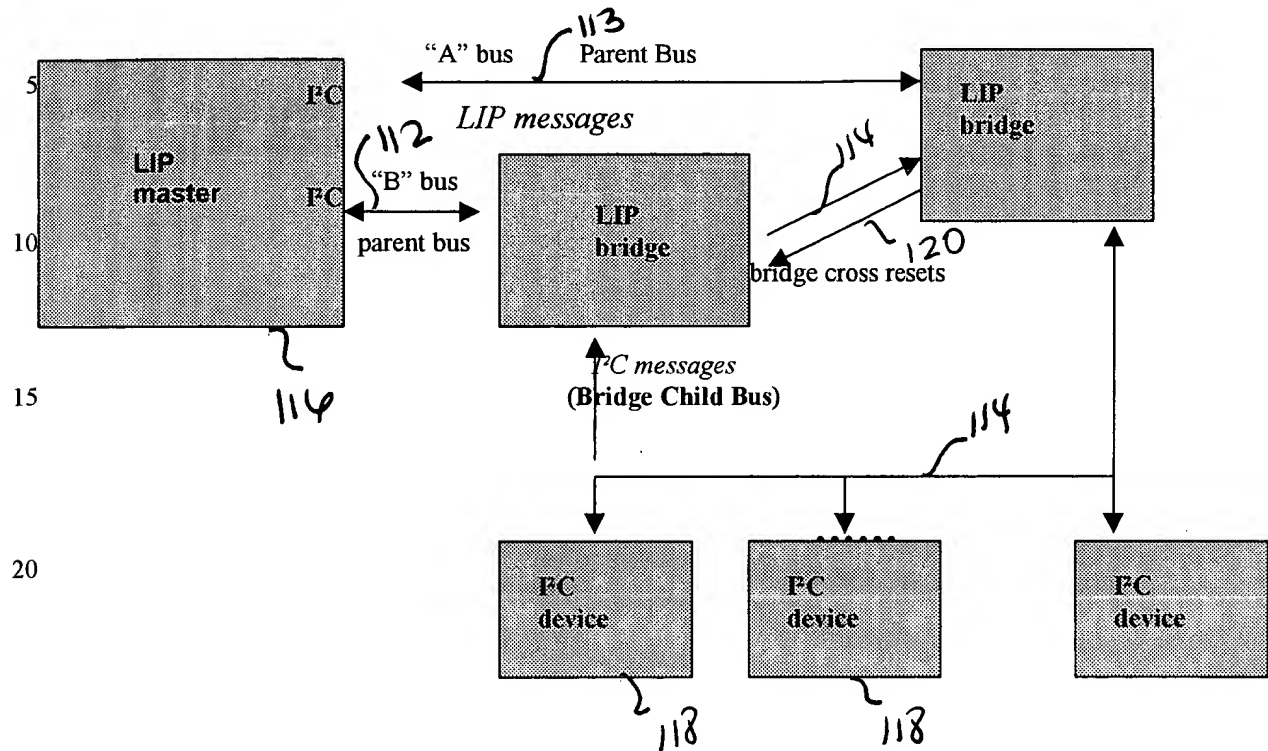 113
"A" bus
Parent Bus
5
I²C
LIP
bridge
LIP messages
112
114
LIP
master
I²C
"B" bus
LIP
bridge
10
parent bus
120
bridge cross resets
I²C messages
15
(Bridge Child Bus)
116
114
20
I²C
device
I²C
device
I²C
device
118
118